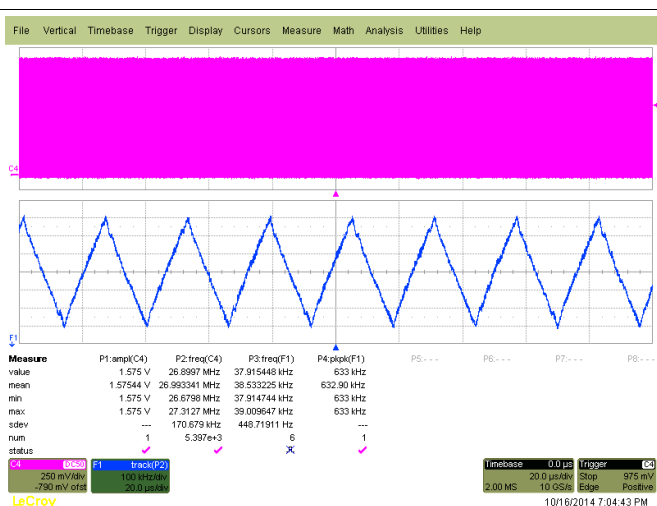 File Vertical Timebase Trigger Display Cursors Measure Math Analysis Utilities Help
C4
F1
Measure P1:ampl(C4) P2:freq(C4) P3:freq(F1) P4:pkpk(F1) P5:- - - P6:- - - P7:- - - P8:- - -
value 1.575 V 26.8997 MHz 37.915448 kHz 633 kHz
mean 1.57544 V 26.993341 MHz 38.533225 kHz 632.90 kHz
min 1.575 V 26.6798 MHz 37.914744 kHz 633 kHz
max 1.575 V 27.3127 MHz 39.009647 kHz 633 kHz
sdev --- 170.679 kHz 448.71911 Hz ---
num 1 5.397e+3 6 1
status
C4 DC50 F1 track(P2) Timebase 0.0 µs Trigger C4
250 mV/div 100 kHz/div 20.0 µs/div Stop 975 mV
-790 mV ofst 20.0 µs/div 2.00 MS 10 GS/s Edge Positive
LeCroy 10/16/2014 7:04:43 PM